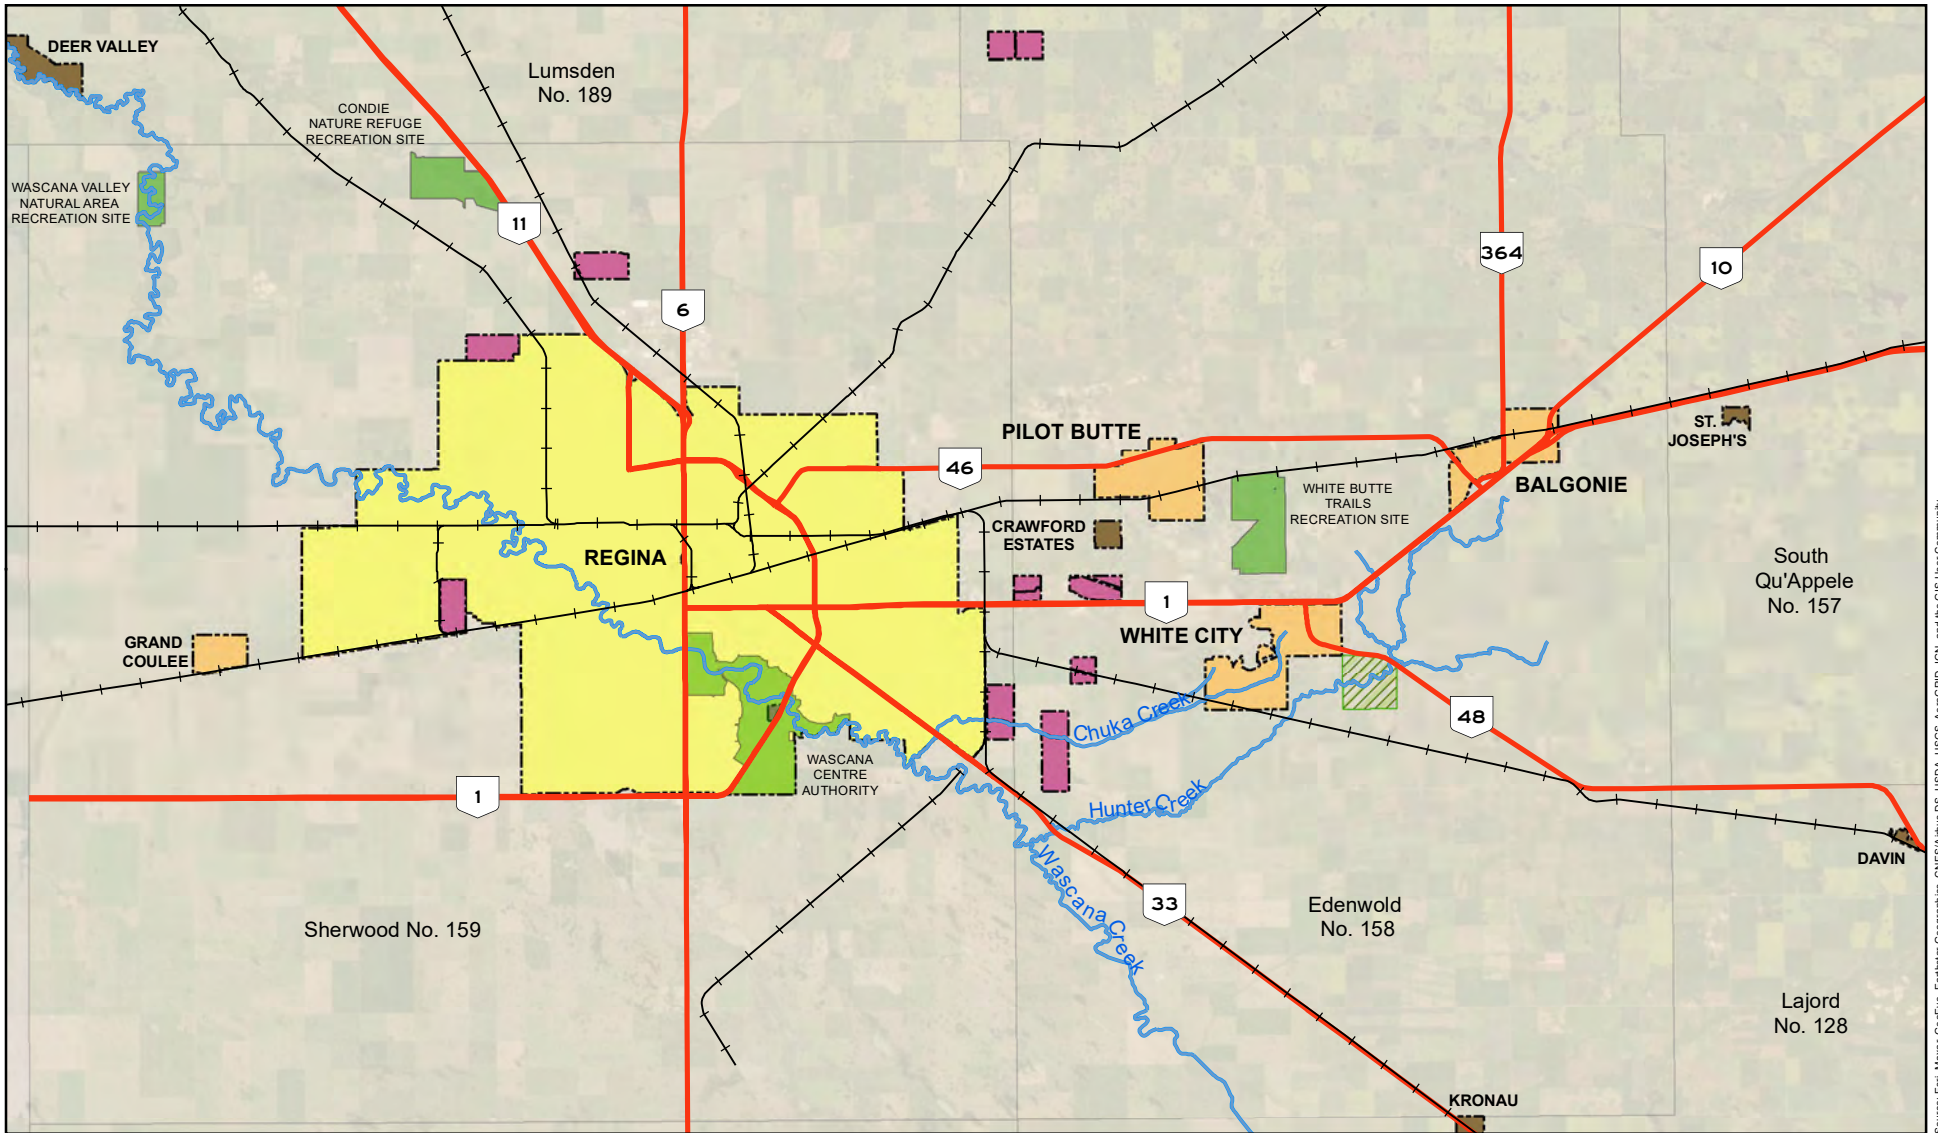 DEER VALLEY
Lumsden
No. 189
CONDIE
NATURE REFUGE
RECREATION SITE
WASCANA VALLEY
NATURAL AREA
RECREATION SITE
11
6
364
10
ST.
JOSEPH'S
PILOT BUTTE
46
BALGONIE
WHITE BUTTE
TRAILS
RECREATION SITE
CRAWFORD
ESTATES
REGINA
South
Qu'Appelle
No. 157
1
WHITE CITY
GRAND
COULEE
Chuka Creek
48
WASCANA
CENTRE
AUTHORITY
1
Hunter Creek
DAVIN
Wascana Creek
33
Edenwold
No. 158
Sherwood No. 159
Lajord
No. 128
KRONAU